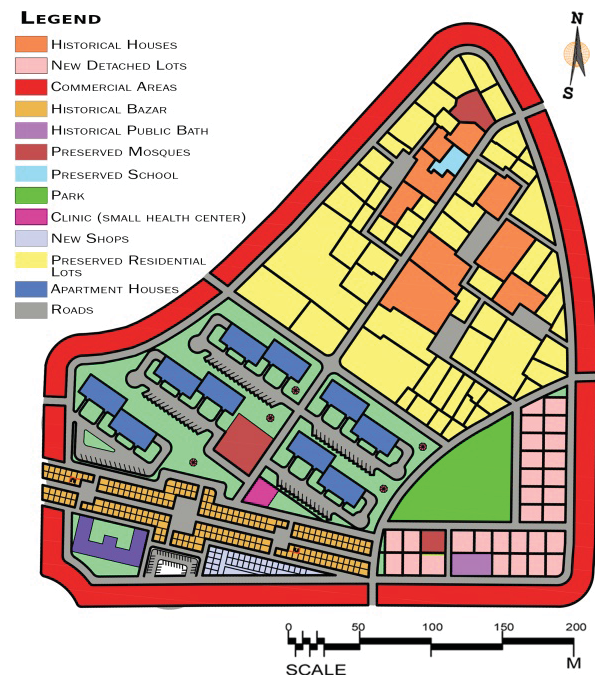 LEGEND
HISTORICAL HOUSES
NEW DETACHED LOTS
COMMERCIAL AREAS
HISTORICAL BAZAR
HISTORICAL PUBLIC BATH
PRESERVED MOSQUES
PRESERVED SCHOOL
PARK
CLINIC (SMALL HEALTH CENTER)
NEW SHOPS
PRESERVED RESIDENTIAL
LOTS
APARTMENT HOUSES
ROADS
N
S
0 50 100 150 200
SCALE M